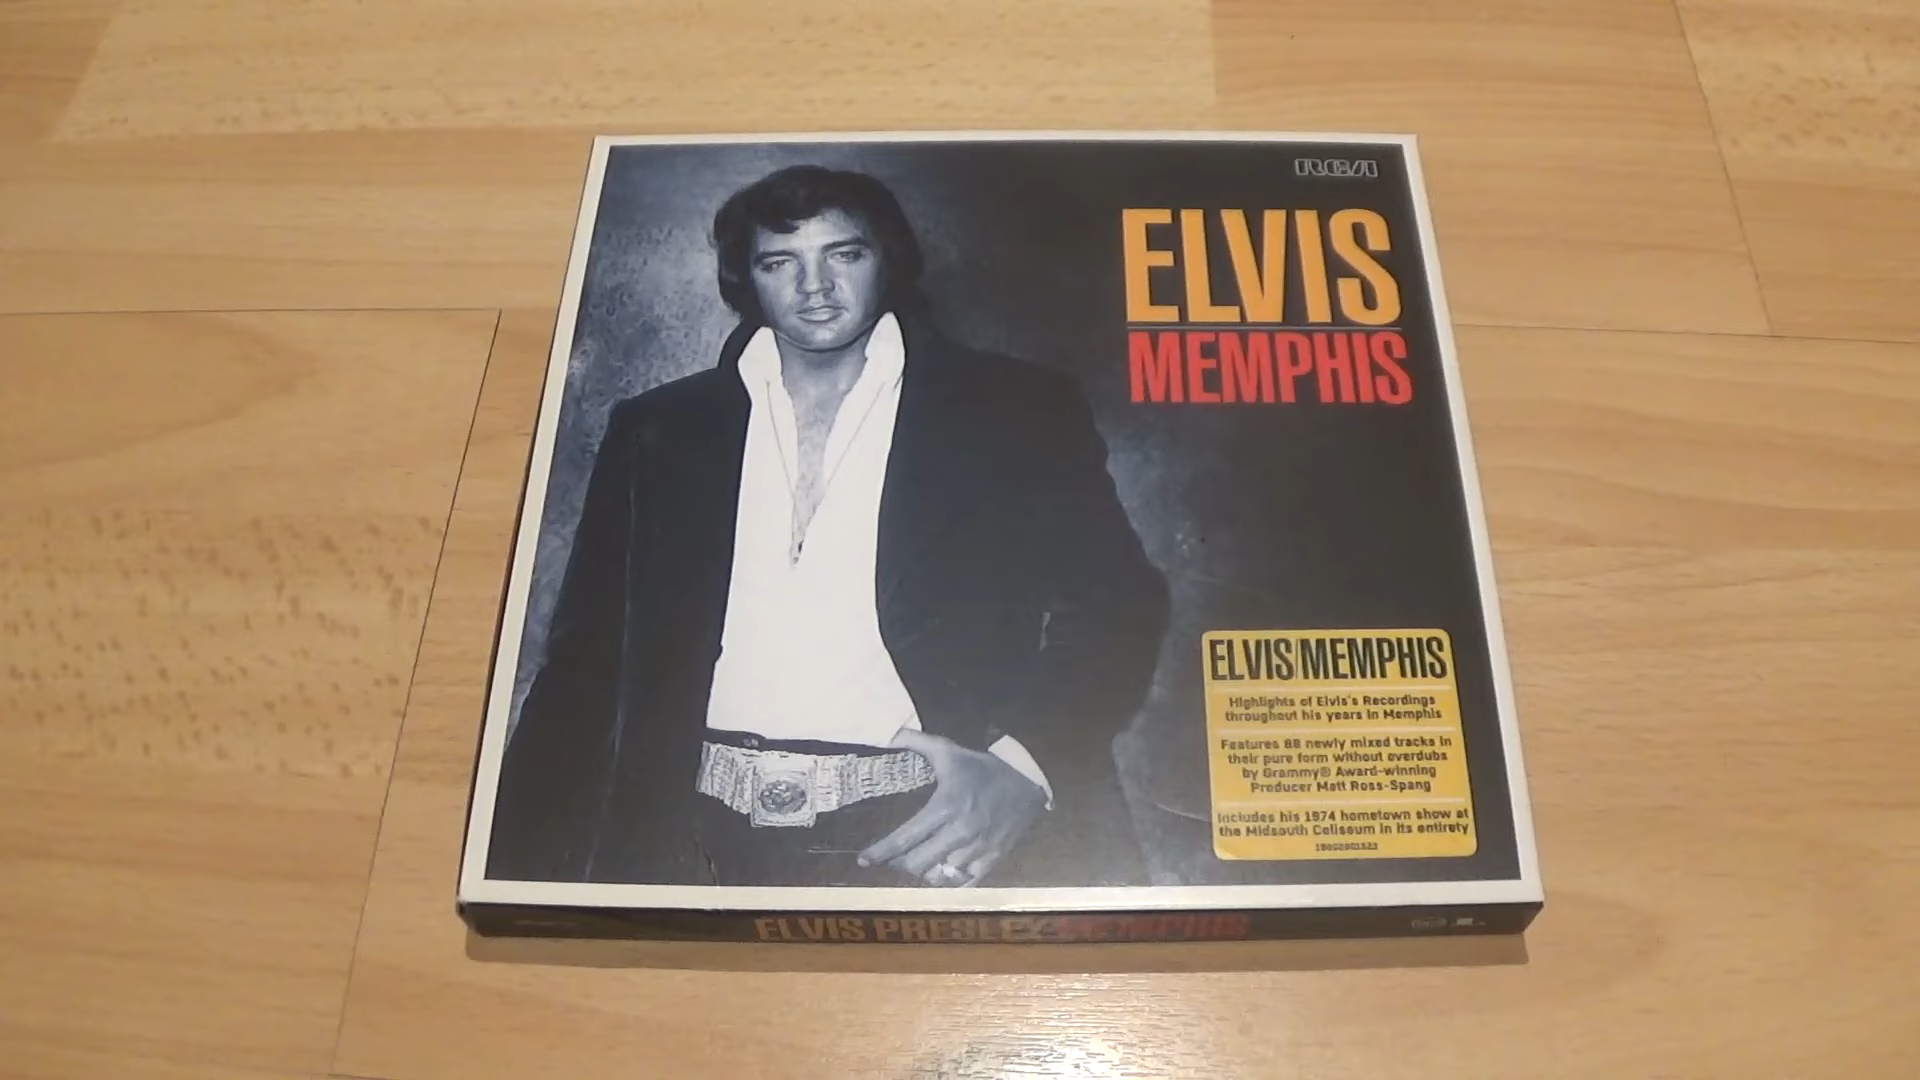 RCA
ELVIS
MEMPHIS
ELVIS/MEMPHIS
Highlights of Elvis's Recordings
throughout his years in Memphis
Features 88 newly mixed tracks in
their pure form without overdubs
by Grammy® Award-winning
Producer Matt Ross-Spang
Includes his 1974 hometown show at
the Midsouth Coliseum in its entirety
ELVIS PRESLEY MEMPHIS